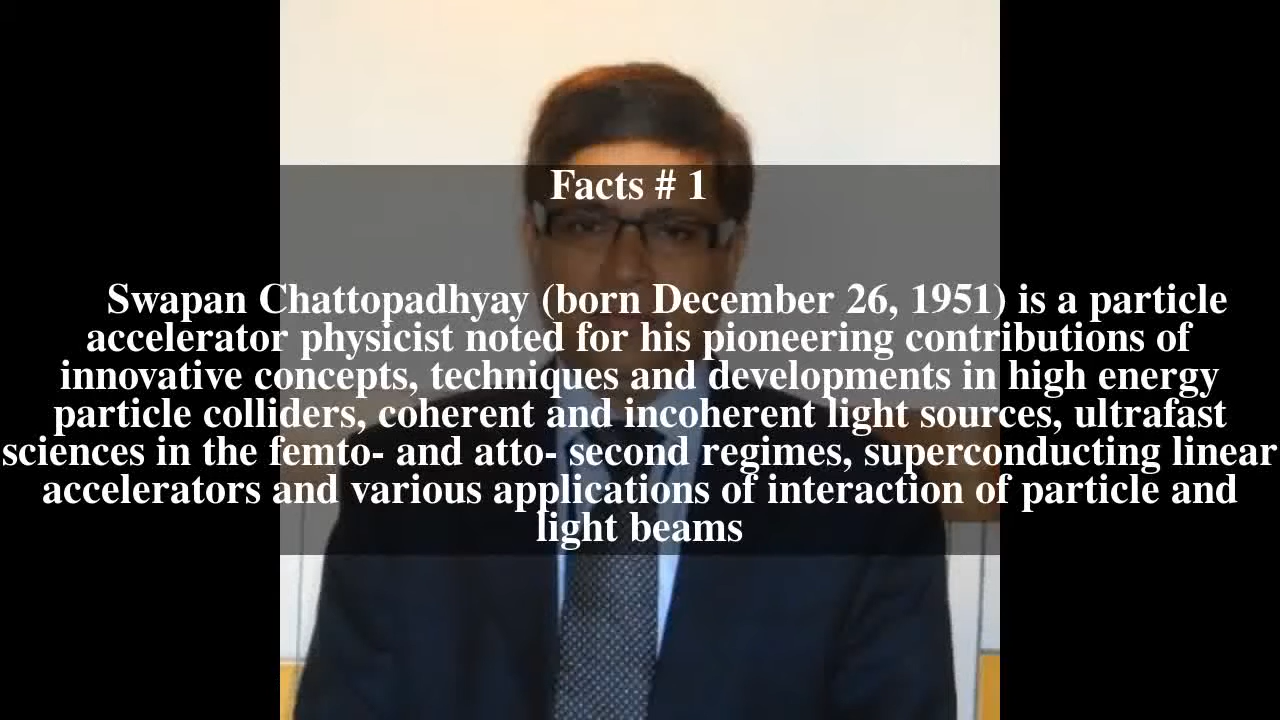 Facts # 1
Swapan Chattopadhyay (born December 26, 1951) is a particle
accelerator physicist noted for his pioneering contributions of
innovative concepts, techniques and developments in high energy
particle colliders, coherent and incoherent light sources, ultrafast
sciences in the femto- and atto- second regimes, superconducting linear
accelerators and various applications of interaction of particle and
light beams